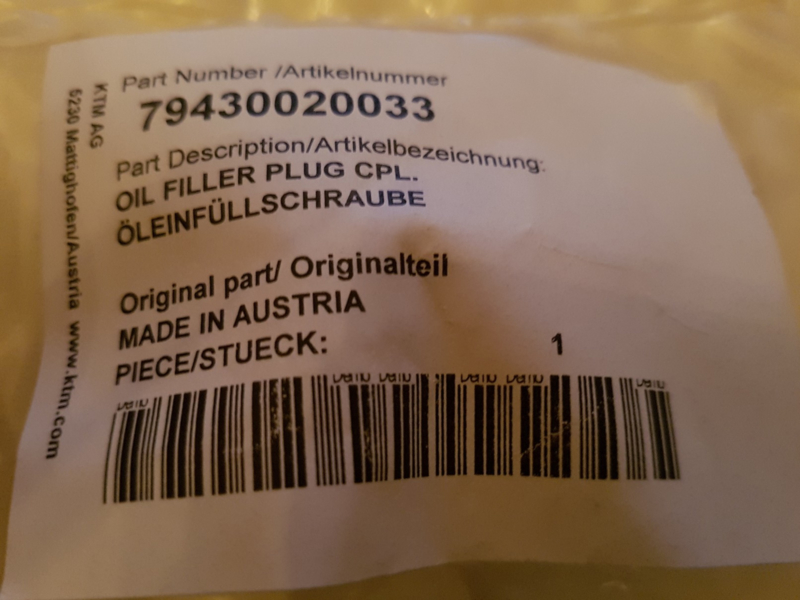 Part Number /Artikelnummer
79430020033
Part Description/Artikelbezeichnung:
OIL FILLER PLUG CPL.
ÖLEINFÜLLSCHRAUBE
Original part/ Originalteil
MADE IN AUSTRIA
PIECE/STUECK: 1
KTM AG
5230 Mattighofen/Austria www.ktm.com